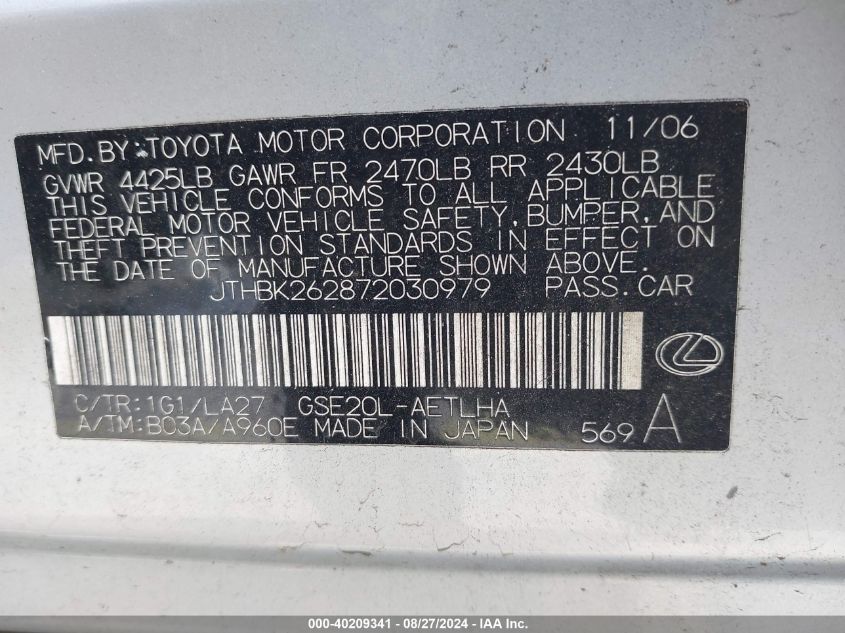 MFD. BY: TOYOTA MOTOR CORPORATION 11/06
GVWR 4425LB GAWR FR 2470LB RR 2430LB
THIS VEHICLE CONFORMS TO ALL APPLICABLE
FEDERAL MOTOR VEHICLE SAFETY, BUMPER, AND
THEFT PREVENTION STANDARDS IN EFFECT ON
THE DATE OF MANUFACTURE SHOWN ABOVE.
JTHBK262872030979 PASS. CAR
C/TR: 1G1/LA27 GSE20L-AETLHA
A/TM: B03A/A960E MADE IN JAPAN 569 A
000-40209341 - 08/27/2024 - IAA Inc.